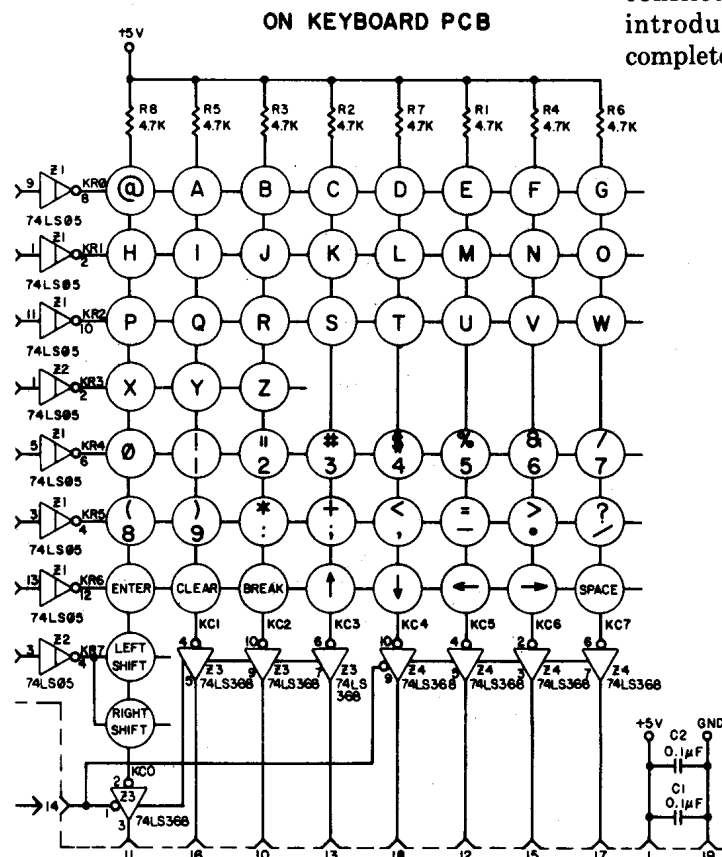 ON KEYBOARD PCB
connec
introdu
complete
+5V
R8 R5 R3 R2 R7 R1 R4 R6
4.7K 4.7K 4.7K 4.7K 4.7K 4.7K 4.7K 4.7K
Z1
9 KR0 @ A B C D E F G
8
74LS05
Z1
1 KR1 H I J K L M N O
2
74LS05
Z1
11 KR2 P Q R S T U V W
10
74LS05
Z2
1 KR3 X Y Z
2
74LS05
Z1 ! " # $ % & /
5 KR4 0 | 2 3 4 5 6 7
6
74LS05
Z1 ( ) * + < = > ?
3 KR5 8 9 : ; , - • /
4
74LS05
Z1
13 KR6 ENTER CLEAR BREAK ↑ ↓ ← → SPACE
12
74LS05
KC1 KC2 KC3 KC4 KC5 KC6 KC7
Z2
3 KR7 LEFT SHIFT 4 10 6 10 4 2 6
4
74LS05
5 Z3 9 Z3 7 Z3 9 Z4 5 Z4 3 Z4 7 Z4
74LS368 74LS368 74LS 368 74LS368 74LS368 74LS368 74LS368
RIGHT SHIFT
+5V GND
C2
0.1µF
C1
0.1µF
2 KC0
14 1 Z3
3 74LS368
11 16 10 13 18 12 15 17 1 19